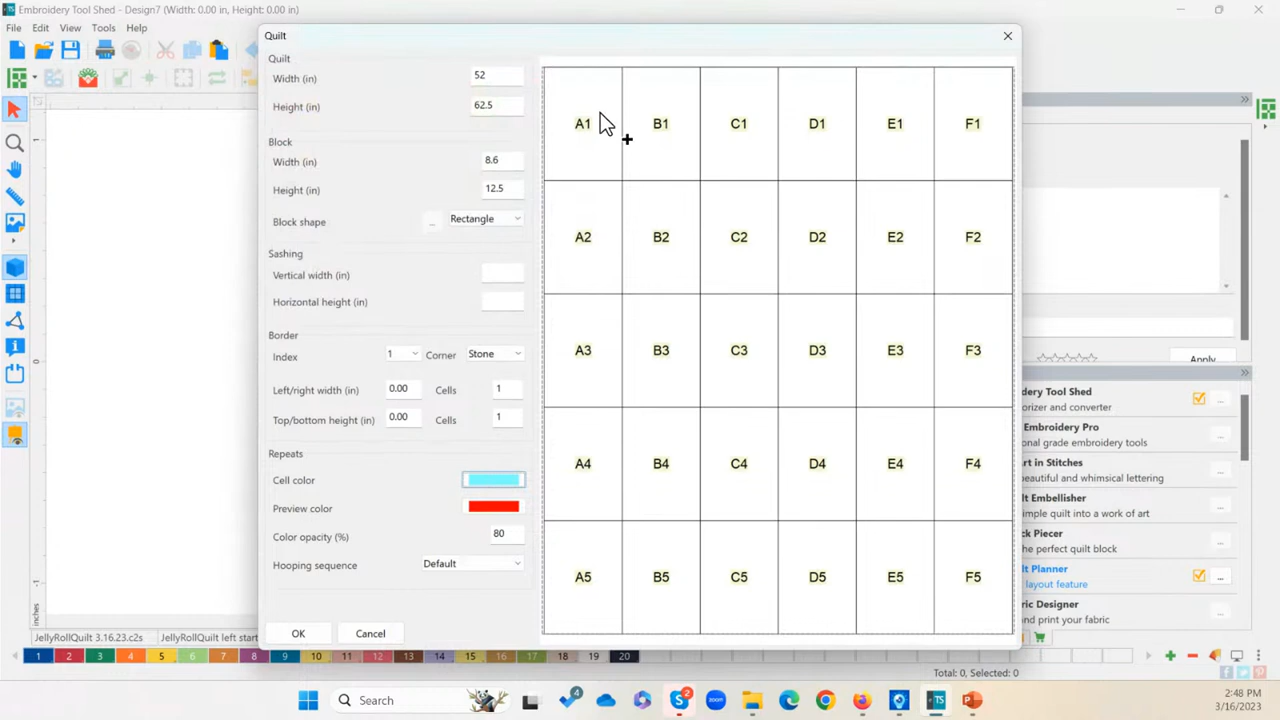 Embroidery Tool Shed - Design7 (Width: 0.00 in, Height: 0.00 in)
File Edit View Tools Help
Quilt
Quilt
Width (in) 52
Height (in) 62.5
Block
Width (in) 8.6
Height (in) 12.5
Block shape ... Rectangle
Sashing
Vertical width (in)
Horizontal height (in)
Border
Index 1 Corner Stone
Left/right width (in) 0.00 Cells 1
Top/bottom height (in) 0.00 Cells 1
Repeats
Cell color
Preview color
Color opacity (%) 80
Hooping sequence Default
OK Cancel
A1 B1 C1 D1 E1 F1
A2 B2 C2 D2 E2 F2
A3 B3 C3 D3 E3 F3
A4 B4 C4 D4 E4 F4
A5 B5 C5 D5 E5 F5
1
0
-1
inches
Apply
dery Tool Shed
orizer and converter
Embroidery Pro
onal grade embroidery tools
rt in Stitches
eautiful and whimsical lettering
lt Embellisher
imple quilt into a work of art
ck Piecer
he perfect quilt block
lt Planner
layout feature
ric Designer
and print your fabric
JellyRollQuilt 3.16.23.c2s JellyRollQuilt left start
1 2 3 4 5 6 7 8 9 10 11 12 13 14 15 16 17 18 19 20
Total: 0, Selected: 0
Search
4
2
zoom
TS
2:48 PM
3/16/2023